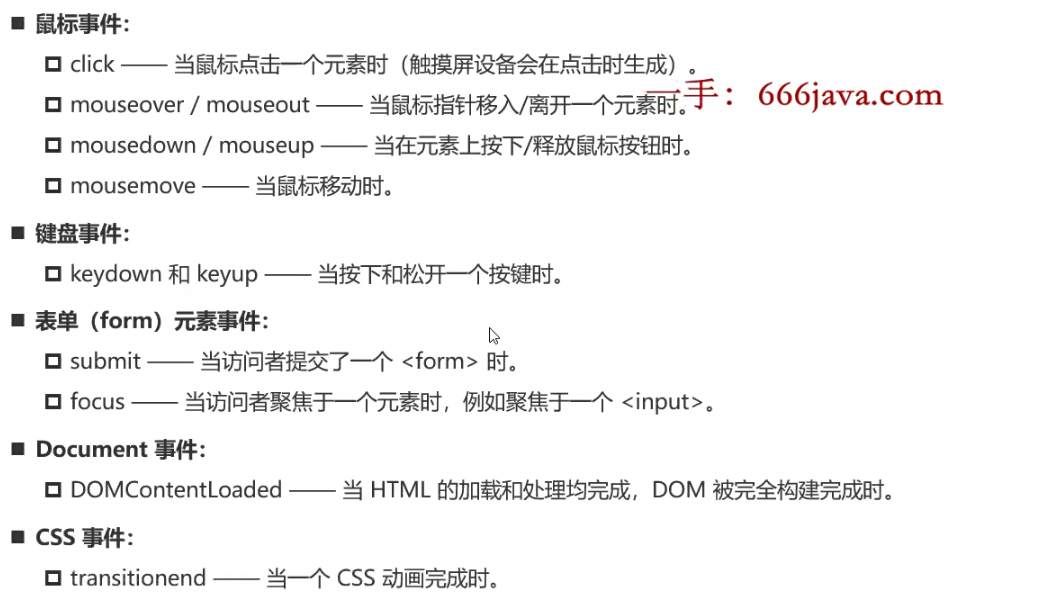 鼠标事件:
click —— 当鼠标点击一个元素时（触摸屏设备会在点击时生成）。
mouseover / mouseout —— 当鼠标指针移入/离开一个元素时。
一手： 666java.com
mousedown / mouseup —— 当在元素上按下/释放鼠标按钮时。
mousemove —— 当鼠标移动时。
键盘事件:
keydown 和 keyup —— 当按下和松开一个按键时。
表单（form）元素事件:
submit —— 当访问者提交了一个 <form> 时。
focus —— 当访问者聚焦于一个元素时，例如聚焦于一个 <input>。
Document 事件:
DOMContentLoaded —— 当 HTML 的加载和处理均完成，DOM 被完全构建完成时。
CSS 事件:
transitionend —— 当一个 CSS 动画完成时。